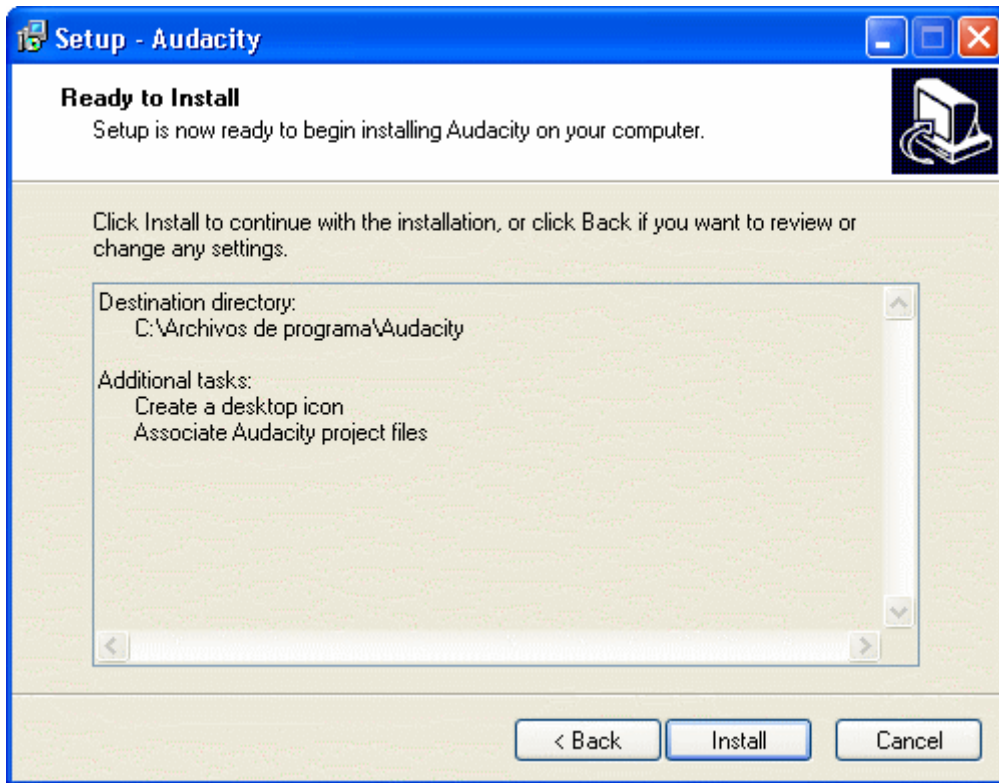 Setup - Audacity
Ready to Install
Setup is now ready to begin installing Audacity on your computer.
Click Install to continue with the installation, or click Back if you want to review or
change any settings.
Destination directory:
C:\Archivos de programa\Audacity
Additional tasks:
Create a desktop icon
Associate Audacity project files
< Back
Install
Cancel